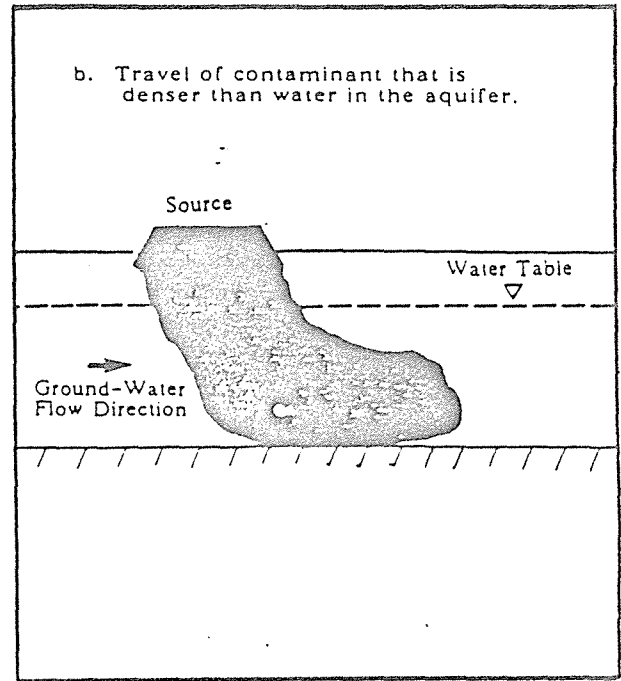 b. Travel of contaminant that is
denser than water in the aquifer.
Source
Water Table
Ground-Water
Flow Direction